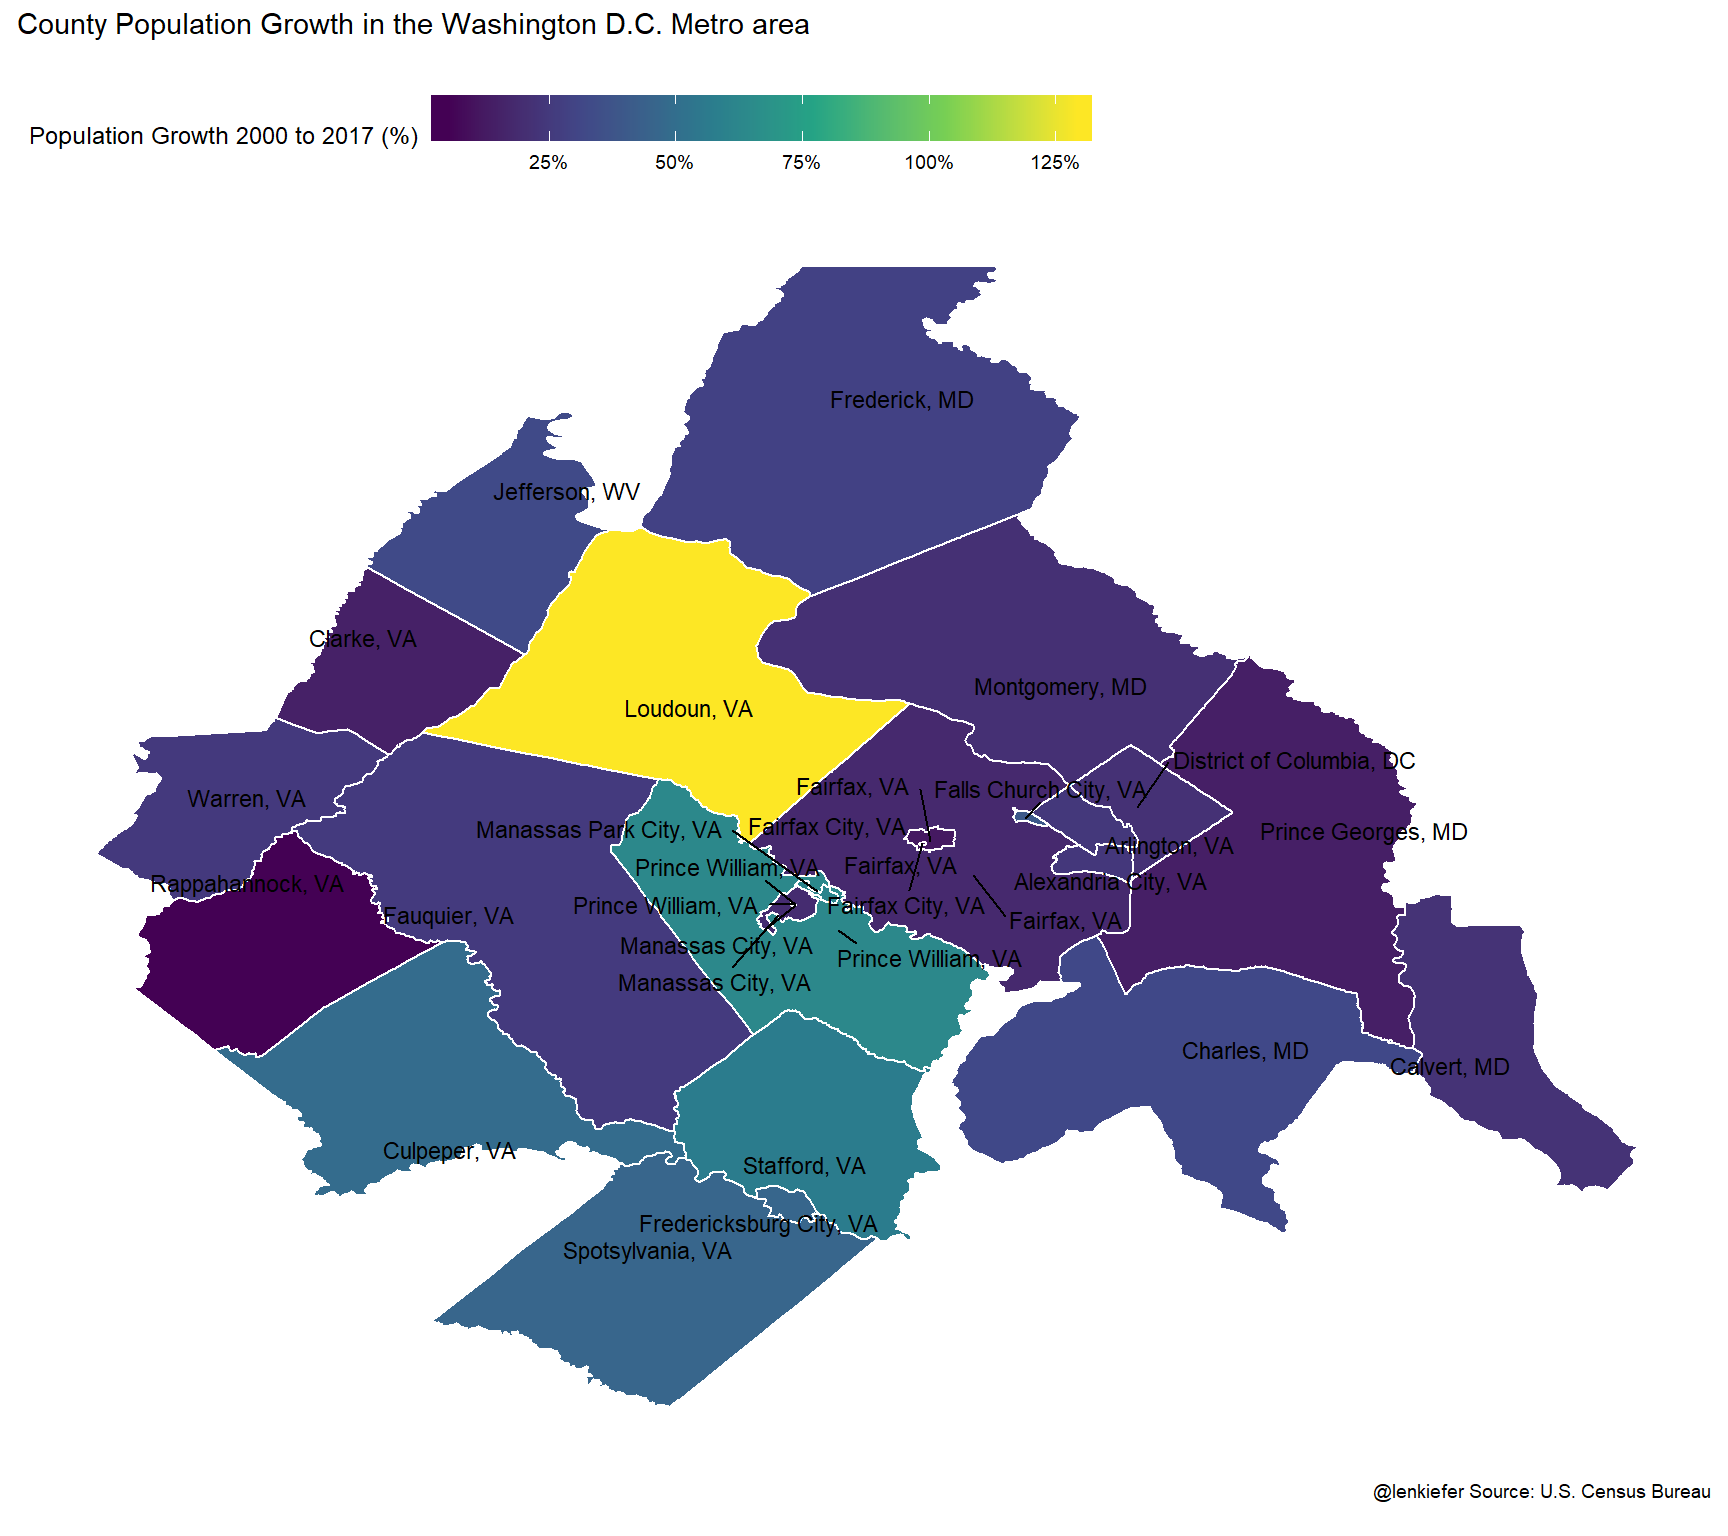 County Population Growth in the Washington D.C. Metro area
Population Growth 2000 to 2017 (%)
25%
50%
75%
100%
125%
Frederick, MD
Jefferson, WV
Clarke, VA
Montgomery, MD
Loudoun, VA
District of Columbia, DC
Fairfax, VA
Falls Church City, VA
Warren, VA
Manassas Park City, VA
Fairfax City, VA
Prince Georges, MD
Arlington, VA
Prince William, VA
Fairfax, VA
Rappahannock, VA
Alexandria City, VA
Prince William, VA
Fairfax City, VA
Fauquier, VA
Fairfax, VA
Manassas City, VA
Prince William, VA
Manassas City, VA
Charles, MD
Calvert, MD
Culpeper, VA
Stafford, VA
Fredericksburg City, VA
Spotsylvania, VA
@lenkiefer Source: U.S. Census Bureau